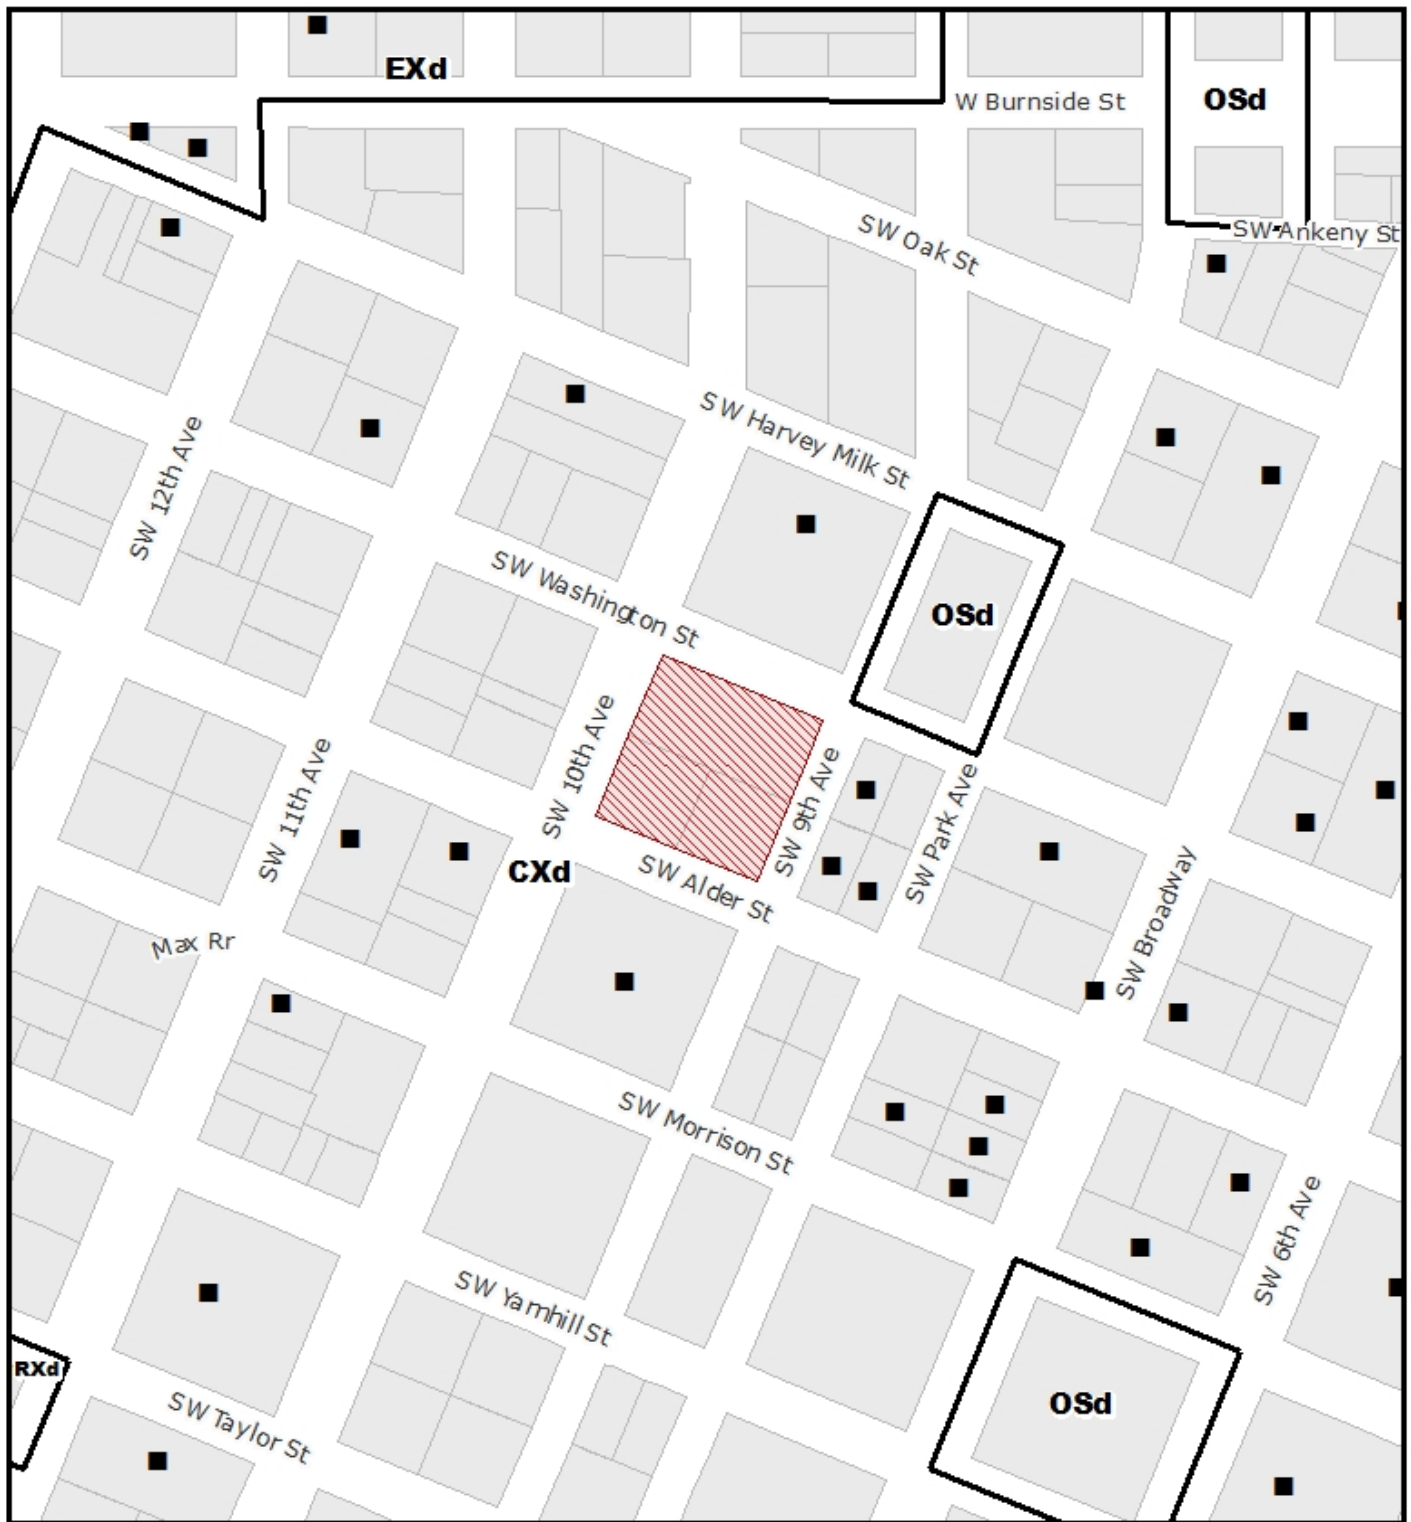 EXd
W Burnside St
OSd
SW Ankeny St
SW Oak St
SW Harvey Milk St
SW 12th Ave
SW Washington St
OSd
SW 10th Ave
SW 11th Ave
SW 9th Ave
SW Park Ave
CXd
SW Alder St
SW Broadway
Max Rr
SW Morrison St
SW 6th Ave
SW Yamhill St
RXd
SW Taylor St
OSd